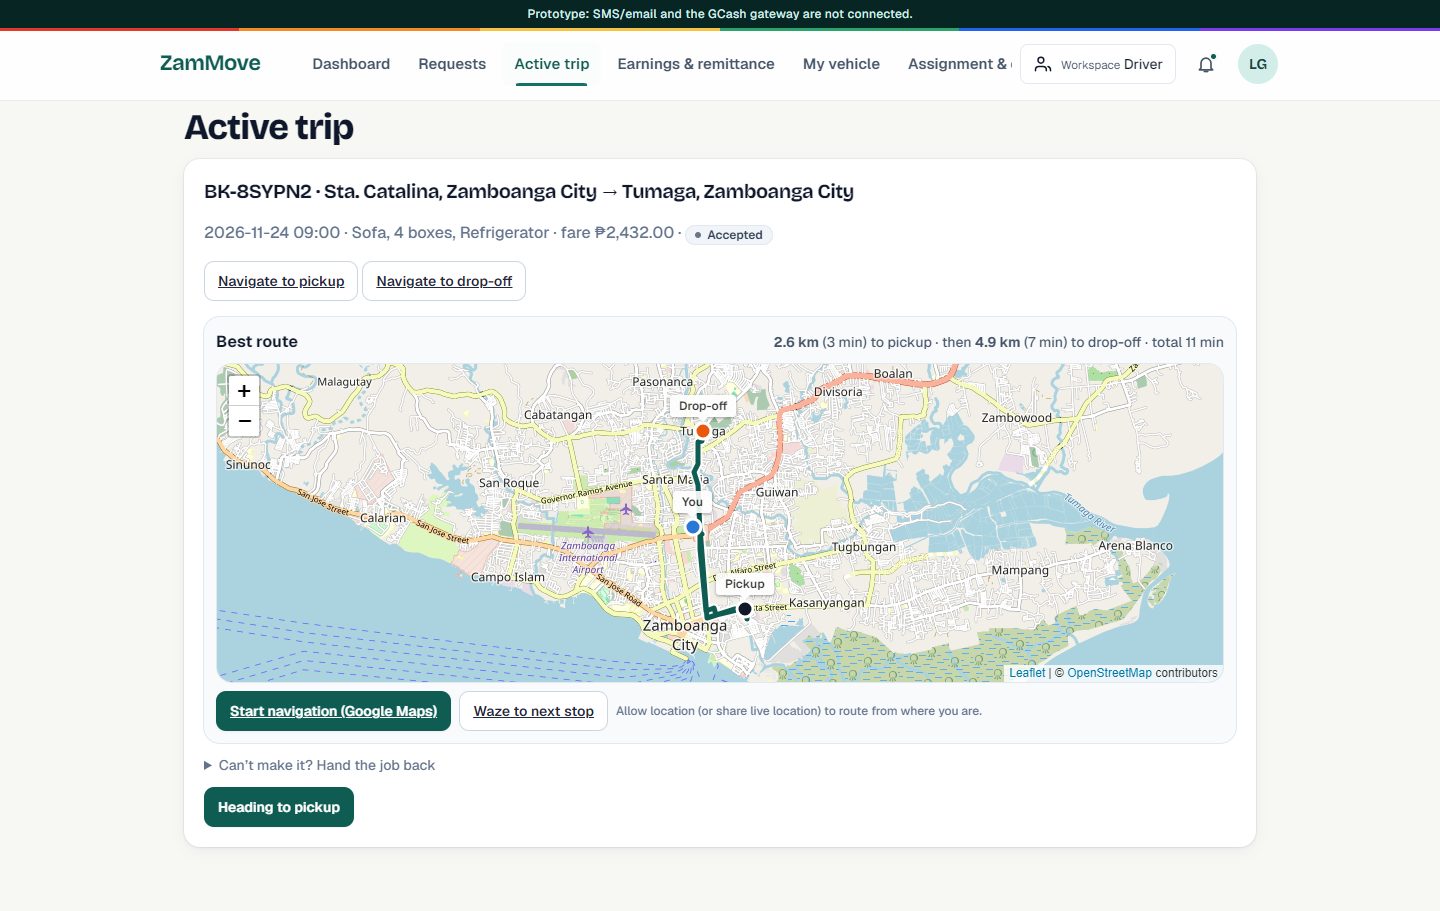 Prototype: SMS/email and the GCash gateway are not connected.
ZamMove
Dashboard
Requests
Active trip
Earnings & remittance
My vehicle
Assignment &
Workspace Driver
LG
Active trip
BK-8SYPN2 · Sta. Catalina, Zamboanga City → Tumaga, Zamboanga City
2026-11-24 09:00 · Sofa, 4 boxes, Refrigerator · fare ₱2,432.00 · Accepted
Navigate to pickup
Navigate to drop-off
Best route
2.6 km (3 min) to pickup · then 4.9 km (7 min) to drop-off · total 11 min
+
−
Malagutay
Pasonanca
Boalan
Divisoria
Drop-off
Cabatangan
Zambowood
Sinunoc
San Roque
Governor Ramos Avenue
Santa
Guiwan
San Jose Street
You
Tumaga River
Calarian
San Jose Street
Zamboanga
International
Airport
Tugbungan
Arena Blanco
Campo Islam
San Jose Road
Street
Mampang
Pickup
Street
Kasanyangan
Zamboanga
City
Leaflet | © OpenStreetMap contributors
Start navigation (Google Maps)
Waze to next stop
Allow location (or share live location) to route from where you are.
Can't make it? Hand the job back
Heading to pickup